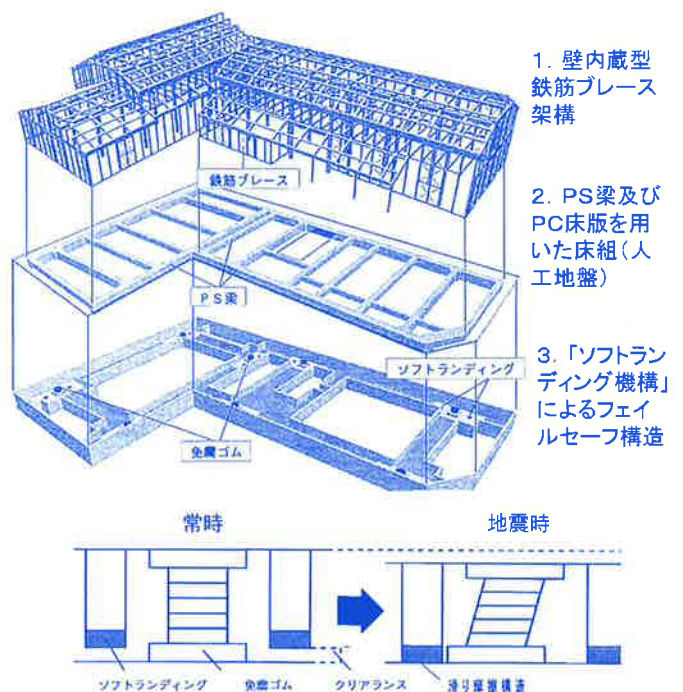 1. 壁内蔵型
鉄筋ブレース
架構
鉄筋ブレース
2. PS梁及び
PC床版を用
いた床組(人
工地盤)
PS梁
3.「ソフトラン
ディング機構」
によるフェイ
ルセーフ構造
ソフトランディング
免震ゴム
常時
地震時
ソフトランディング
免震ゴム
クリアランス
滑り摩擦構造